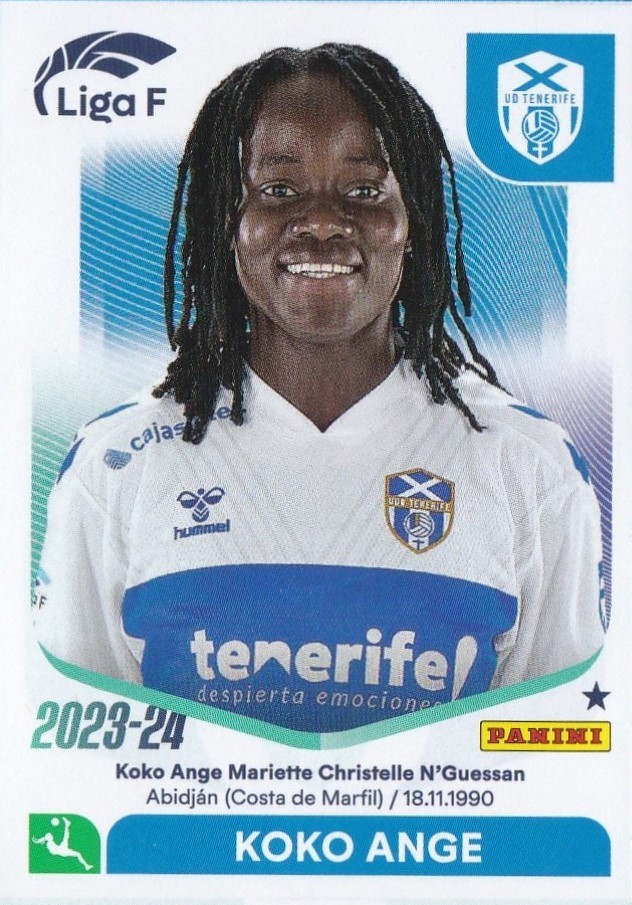 Liga F
UD TENERIFE
cajas
hummel
UDG TENERIFE
F
tenerife!
despierta emociones
2023-24
PANINI
Koko Ange Mariette Christelle N'Guessan
Abidján (Costa de Marfil) / 18.11.1990
KOKO ANGE